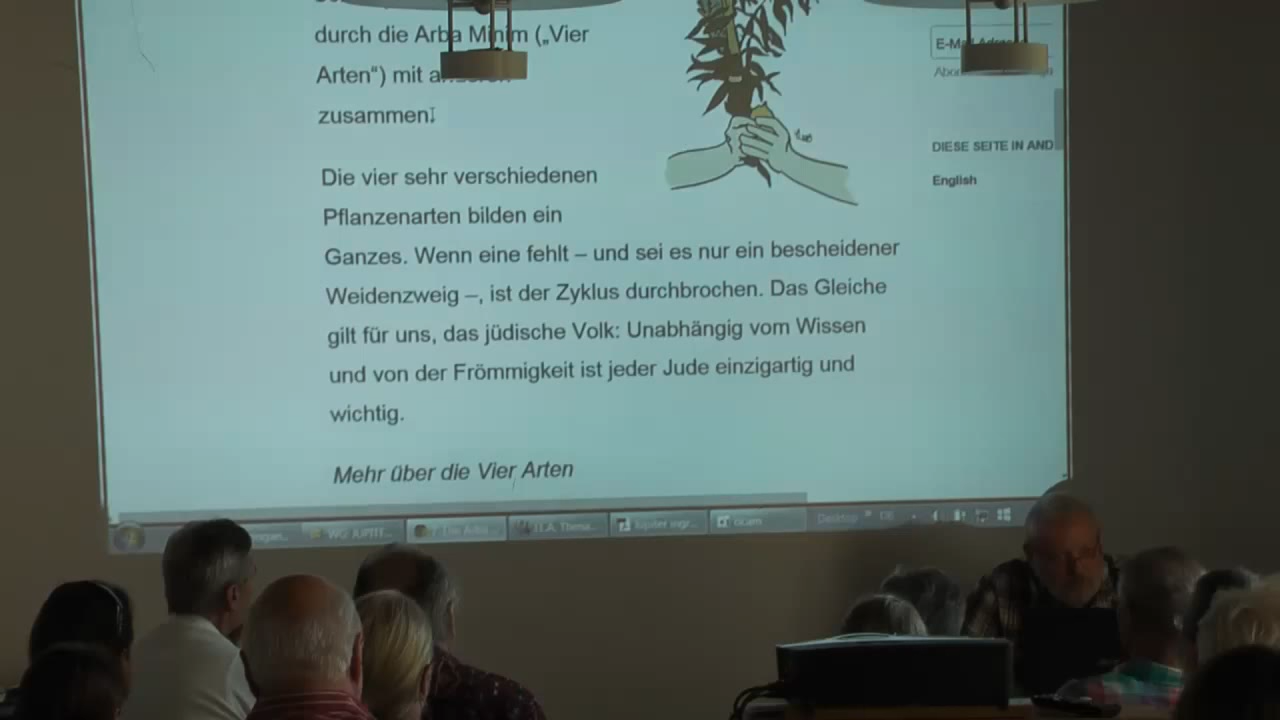 durch die Arba Minim („Vier
Arten“) mit anderen
zusammen.
Die vier sehr verschiedenen
Pflanzenarten bilden ein
Ganzes. Wenn eine fehlt – und sei es nur ein bescheidener
Weidenzweig –, ist der Zyklus durchbrochen. Das Gleiche
gilt für uns, das jüdische Volk: Unabhängig vom Wissen
und von der Frömmigkeit ist jeder Jude einzigartig und
wichtig.
Mehr über die Vier Arten
DIESE SEITE IN AND
English
Desktop